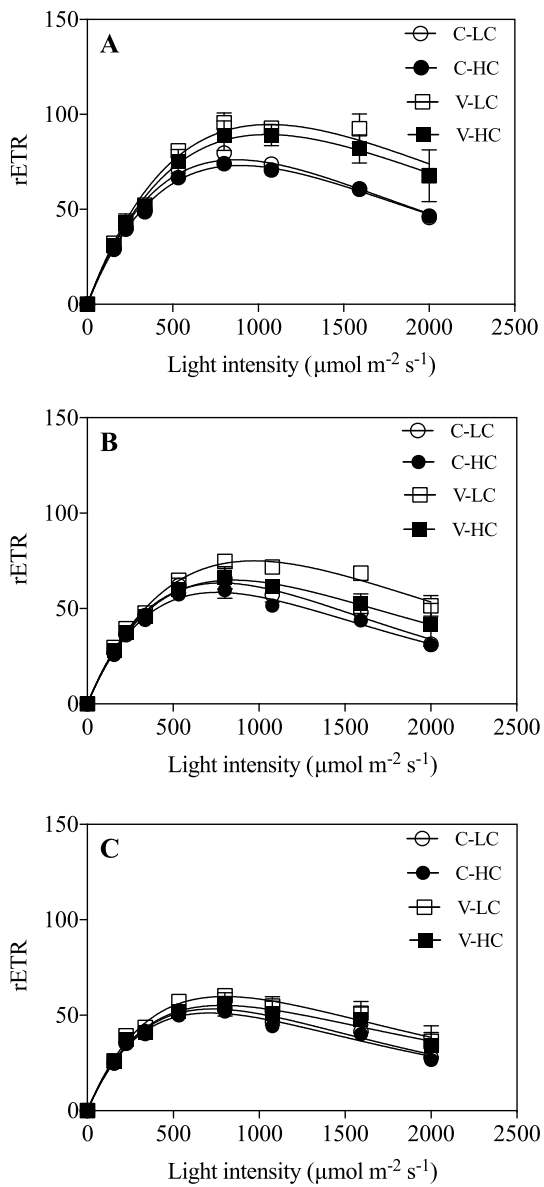 A
C-LC
C-HC
V-LC
V-HC
150
100
50
0
rETR
0 500 1000 1500 2000 2500
Light intensity (μmol m-2 s-1)
B
C-LC
C-HC
V-LC
V-HC
150
100
50
0
rETR
0 500 1000 1500 2000 2500
Light intensity (μmol m-2 s-1)
C
C-LC
C-HC
V-LC
V-HC
150
100
50
0
rETR
0 500 1000 1500 2000 2500
Light intensity (μmol m-2 s-1)